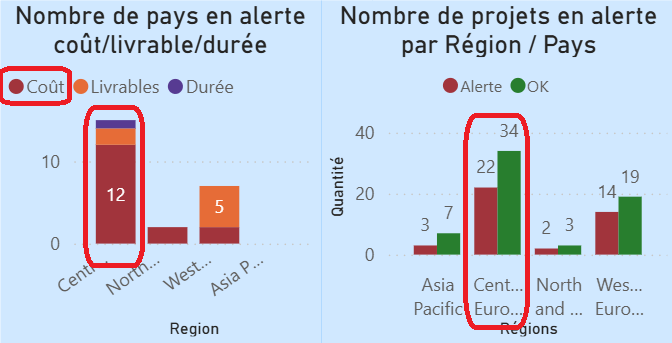 Nombre de pays en alerte
coût/livrable/durée
Coût Livrables Durée
10
0
12
5
Central
North...
West...
Asia P...
Region
Nombre de projets en alerte
par Région / Pays
Alerte OK
Quantité
40
20
0
3 7
22 34
2 3
14 19
Asia
Pacific
Cent...
Euro...
North
and ...
Wes...
Euro...
Régions